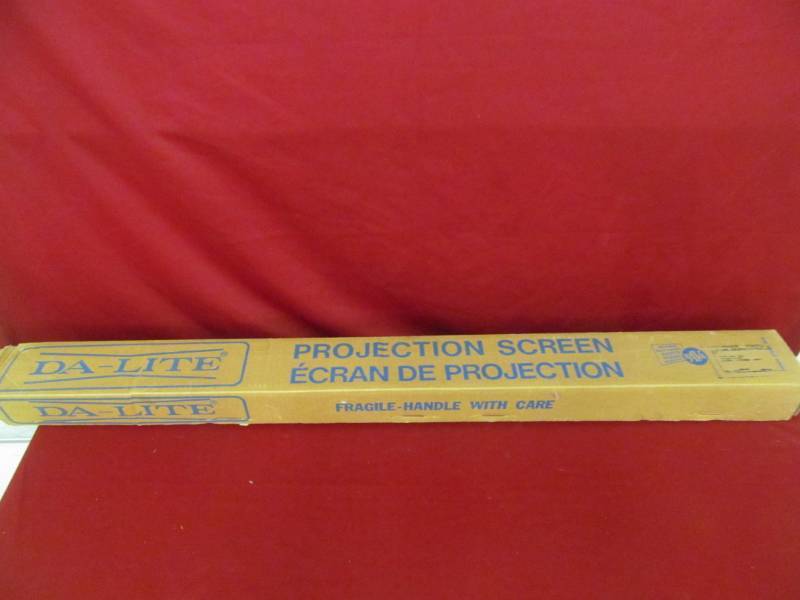 DA-LITE®
PROJECTION SCREEN
ÉCRAN DE PROJECTION
DA-LITE
FRAGILE-HANDLE WITH CARE